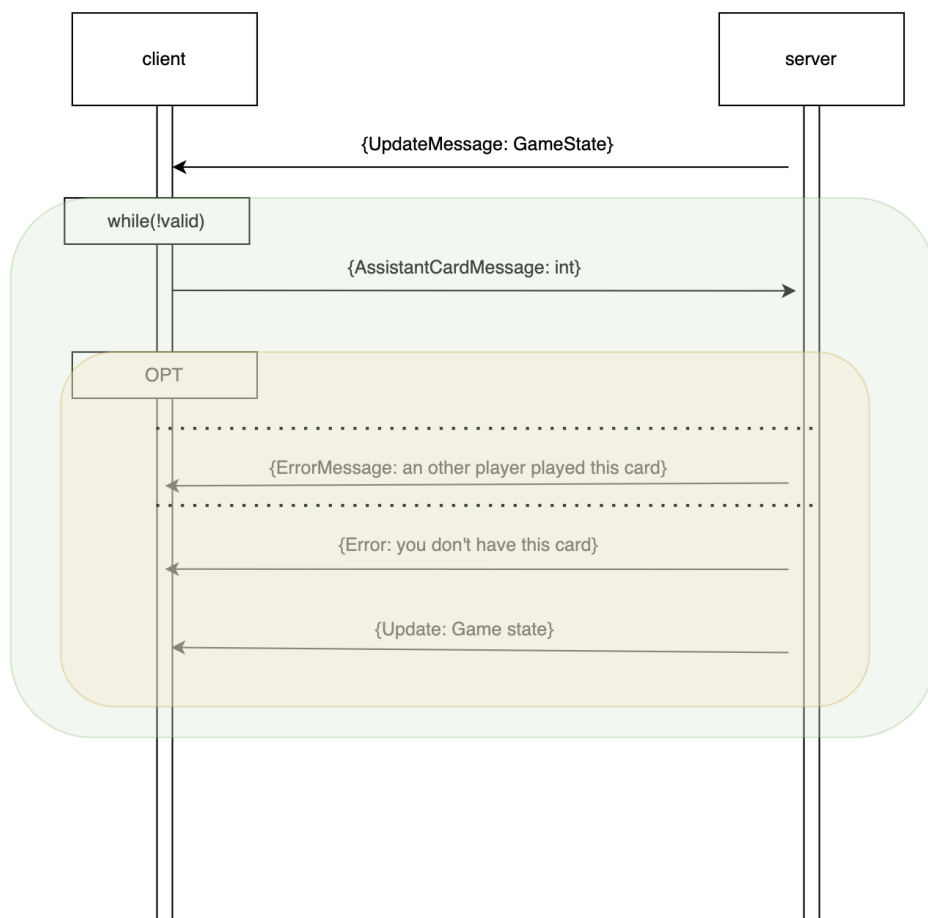 client
server
{UpdateMessage: GameState}
while(!valid)
{AssistantCardMessage: int}
OPT
{ErrorMessage: an other player played this card}
{Error: you don't have this card}
{Update: Game state}